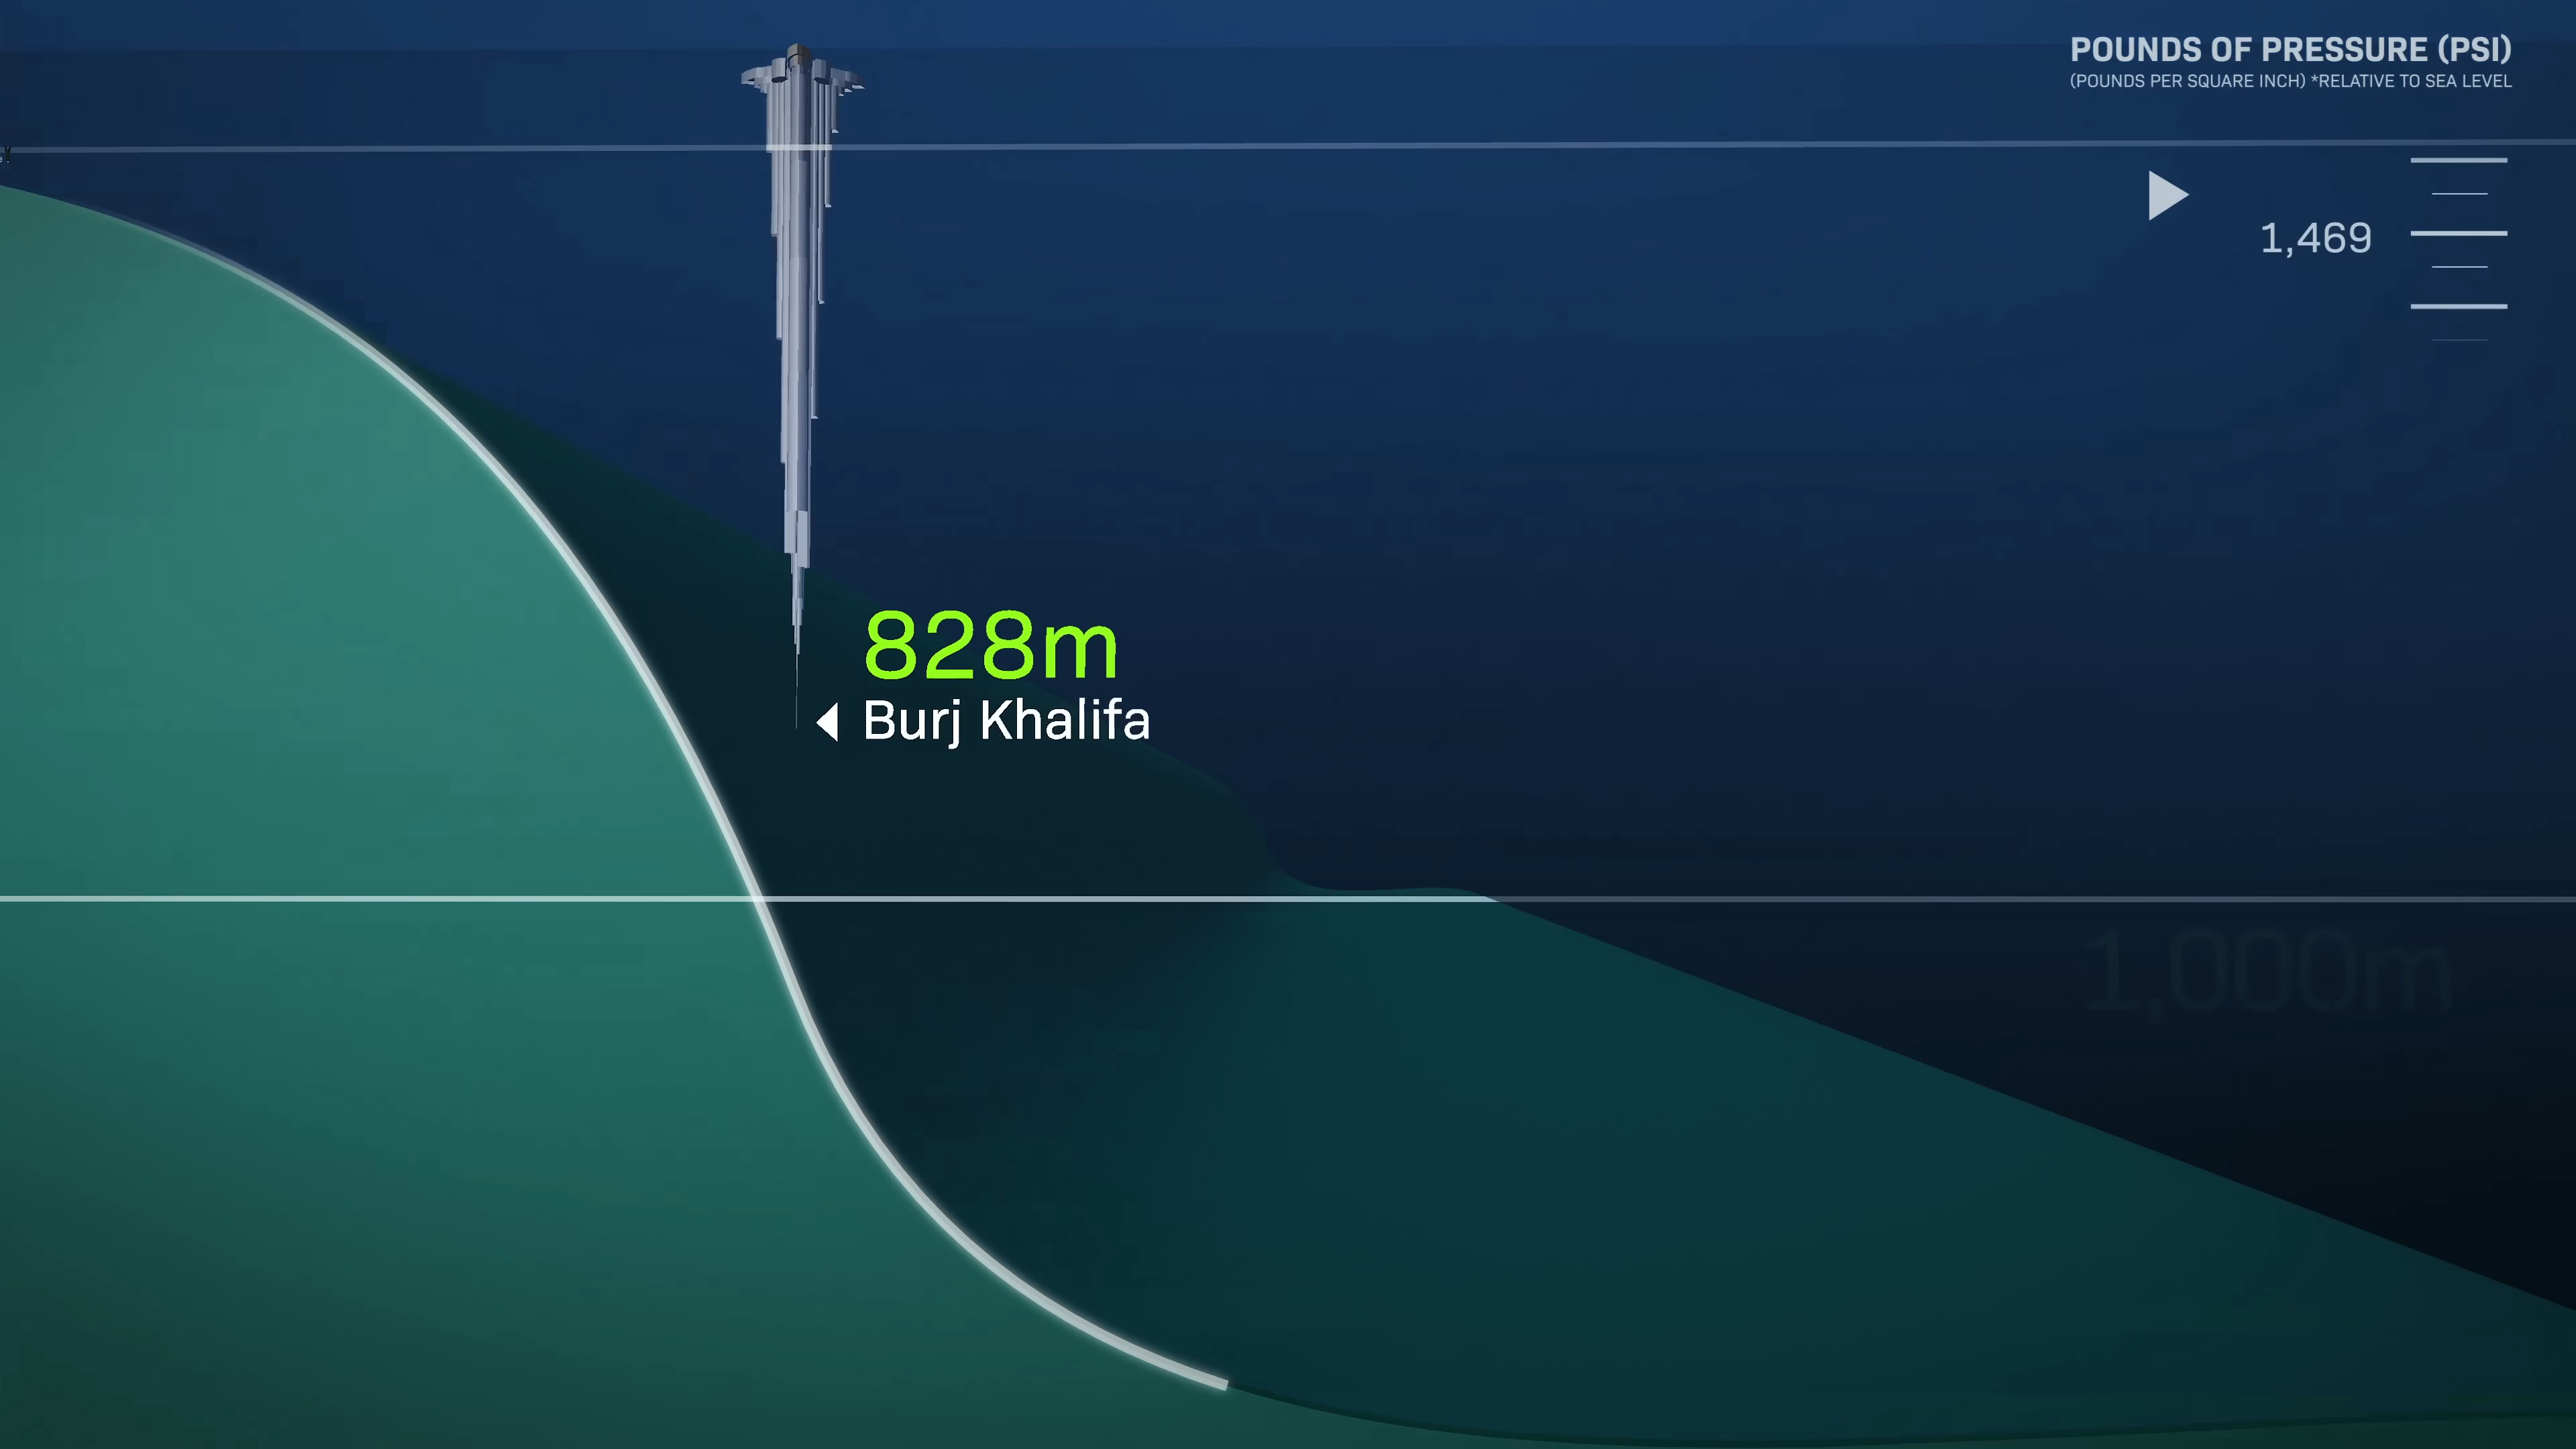 POUNDS OF PRESSURE (PSI)
(POUNDS PER SQUARE INCH) *RELATIVE TO SEA LEVEL
1,469
828m
Burj Khalifa
1,000m